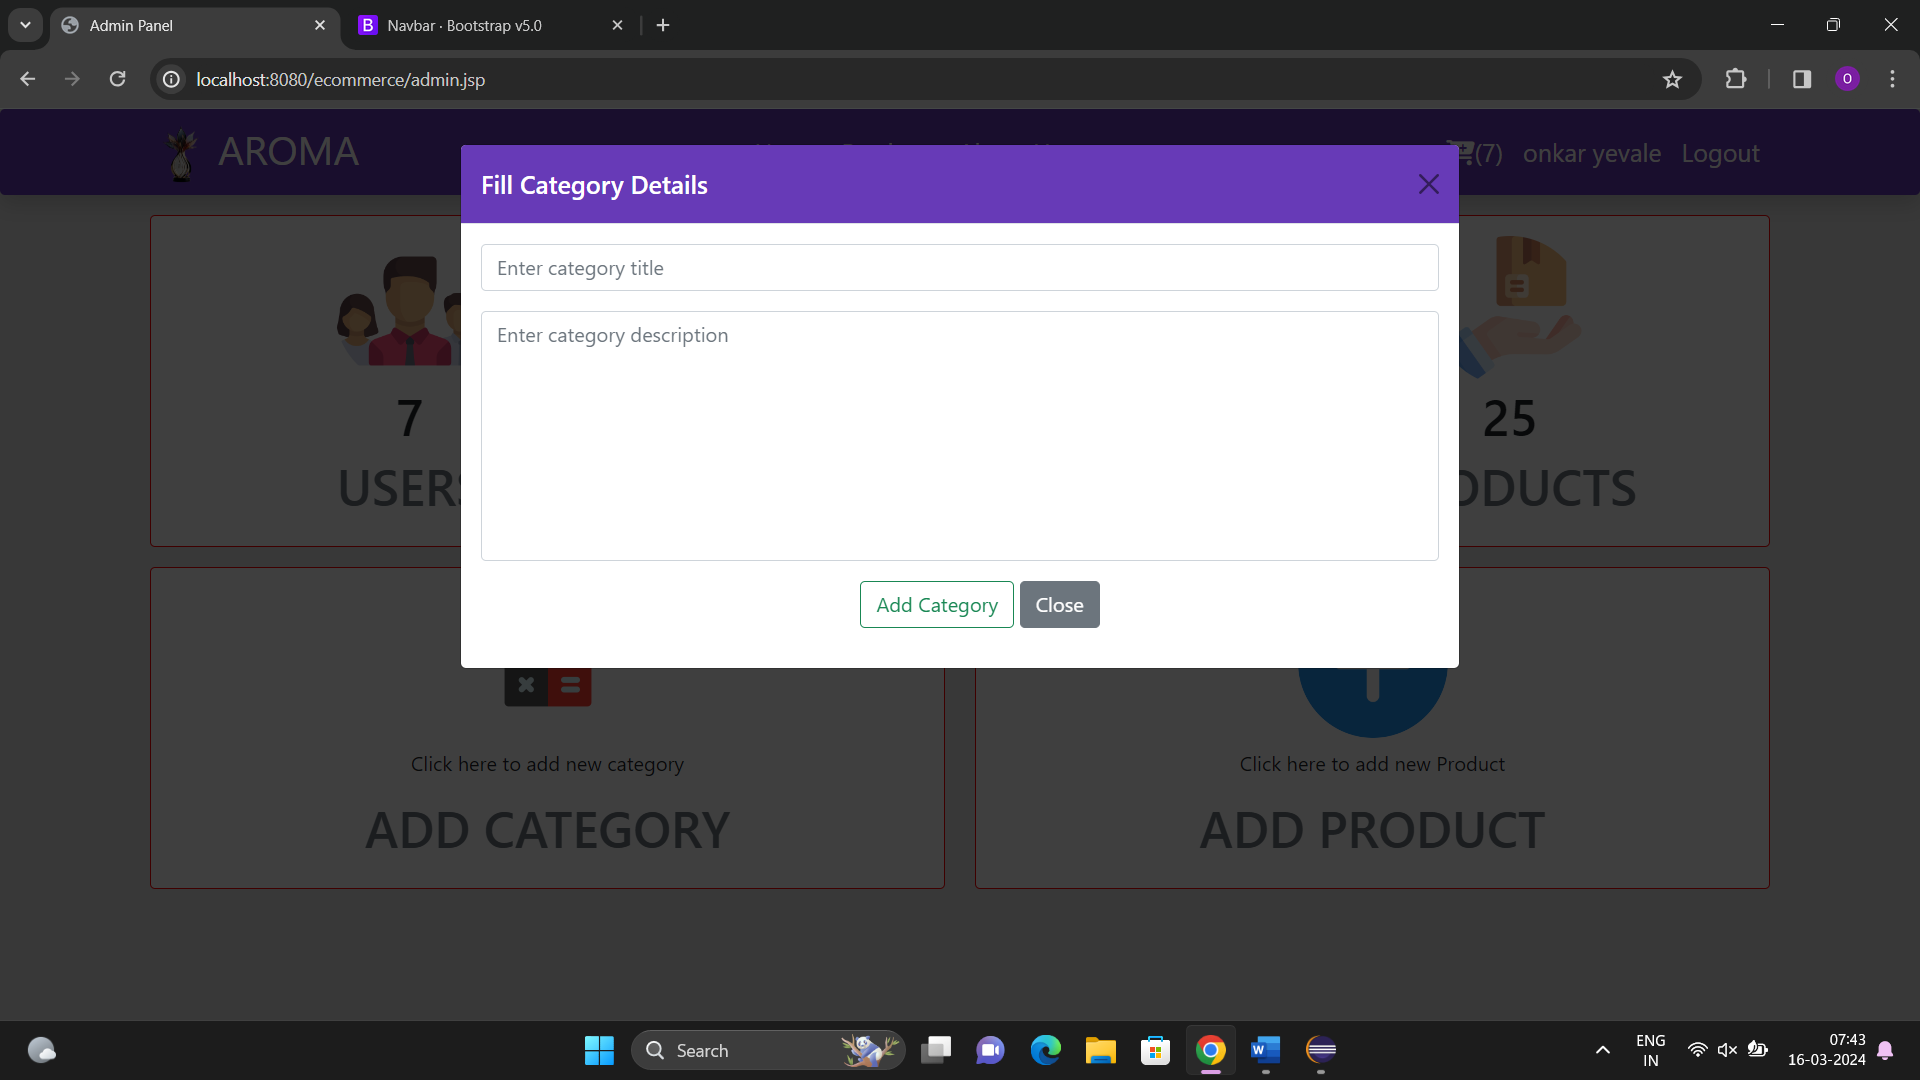 Admin Panel
Navbar · Bootstrap v5.0
localhost:8080/ecommerce/admin.jsp
O
AROMA
(7)
onkar yevale
Logout
Fill Category Details
Enter category title
Enter category description
Add Category
Close
7
25
Click here to add new category
ADD CATEGORY
Click here to add new Product
ADD PRODUCT
Search
ENG
IN
07:43
16-03-2024